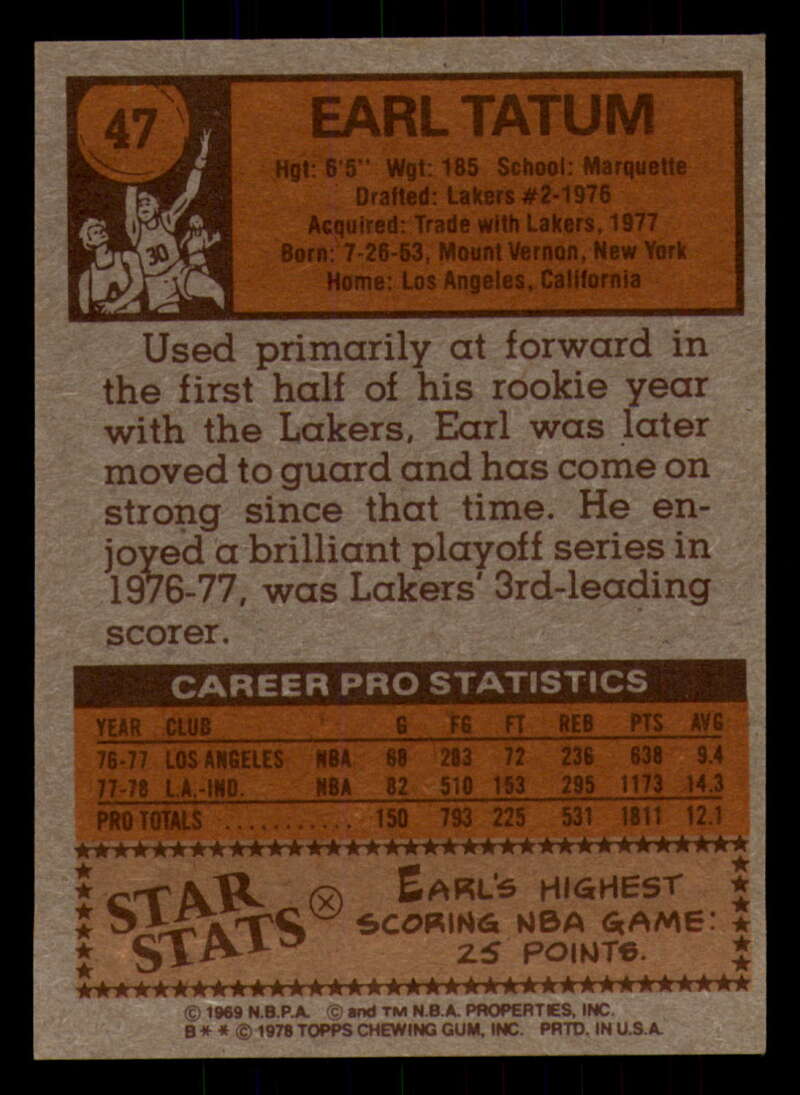 47
EARL TATUM
Hgt: 6'5" Wgt: 185 School: Marquette
Drafted: Lakers #2-1976
Acquired: Trade with Lakers, 1977
Born: 7-26-53, Mount Vernon, New York
Home: Los Angeles, California
30
Used primarily at forward in
the first half of his rookie year
with the Lakers, Earl was later
moved to guard and has come on
strong since that time. He en-
joyed a brilliant playoff series in
1976-77, was Lakers' 3rd-leading
scorer.
CAREER PRO STATISTICS
YEAR CLUB G FG FT REB PTS AVG
76-77 LOS ANGELES NBA 68 283 72 236 638 9.4
77-78 L.A.-IND. NBA 82 510 153 295 1173 14.3
PRO TOTALS ........... 150 793 225 531 1811 12.1
STAR
STATS
EARL'S HIGHEST
SCORING NBA GAME:
25 POINTS.
© 1969 N.B.P.A. © and TM N.B.A. PROPERTIES, INC.
B * * © 1978 TOPPS CHEWING GUM, INC. PRTD. IN U.S.A.